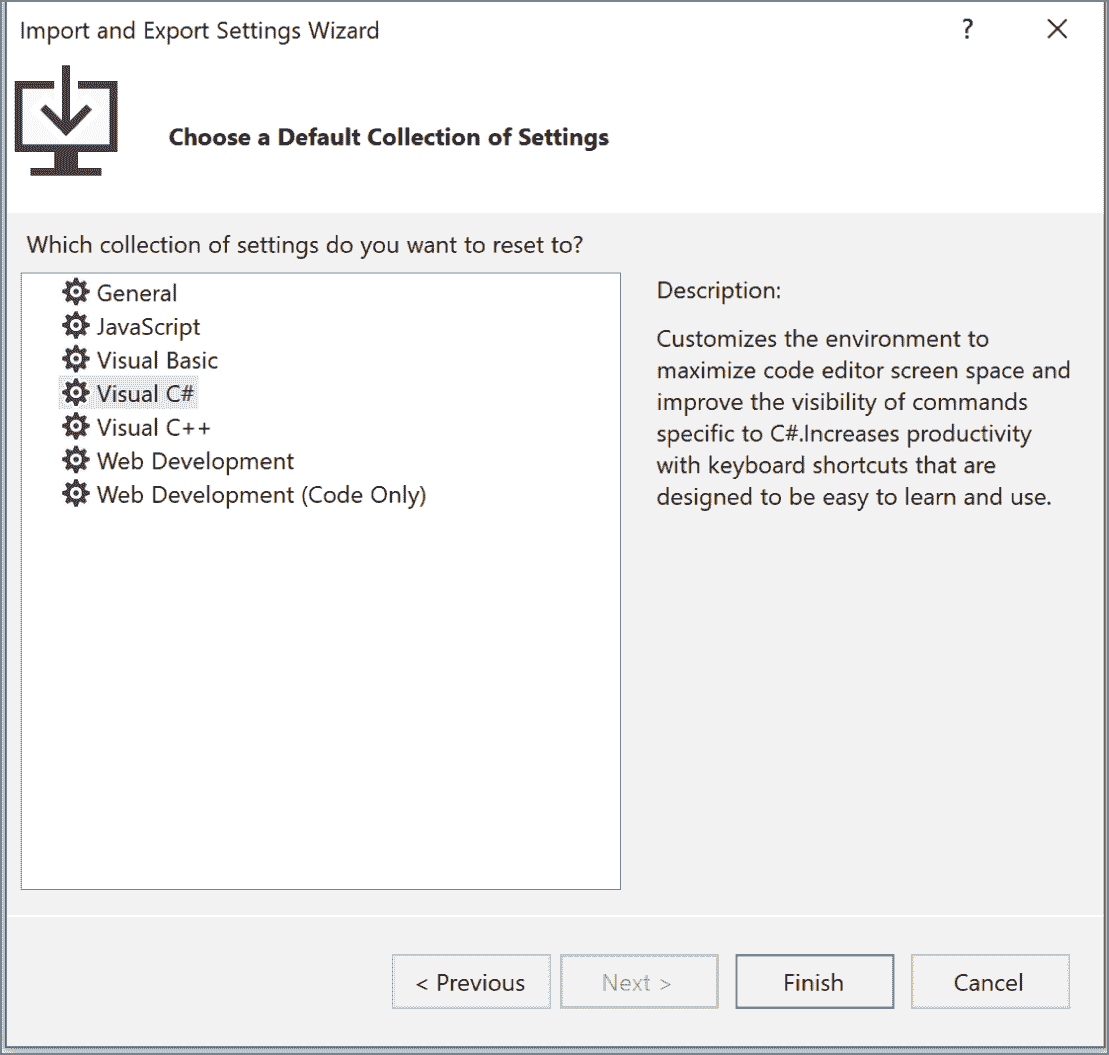 Import and Export Settings Wizard
?
Choose a Default Collection of Settings
Which collection of settings do you want to reset to?
General
JavaScript
Visual Basic
Visual C#
Visual C++
Web Development
Web Development (Code Only)
Description:
Customizes the environment to
maximize code editor screen space and
improve the visibility of commands
specific to C#.Increases productivity
with keyboard shortcuts that are
designed to be easy to learn and use.
< Previous
Next >
Finish
Cancel